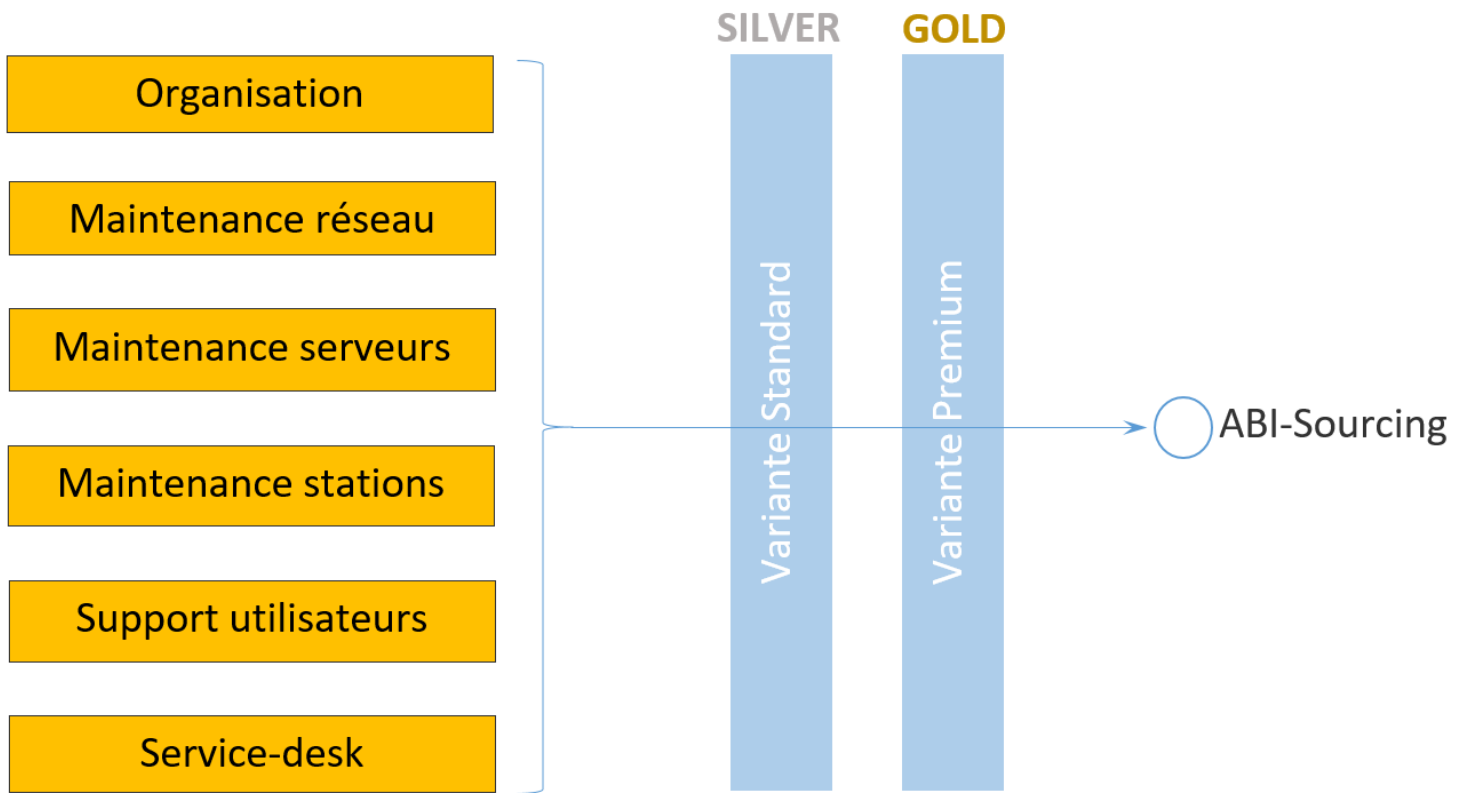 SILVER
GOLD
Organisation
Maintenance réseau
Maintenance serveurs
Maintenance stations
Support utilisateurs
Service-desk
Variante Standard
Variante Premium
ABI-Sourcing